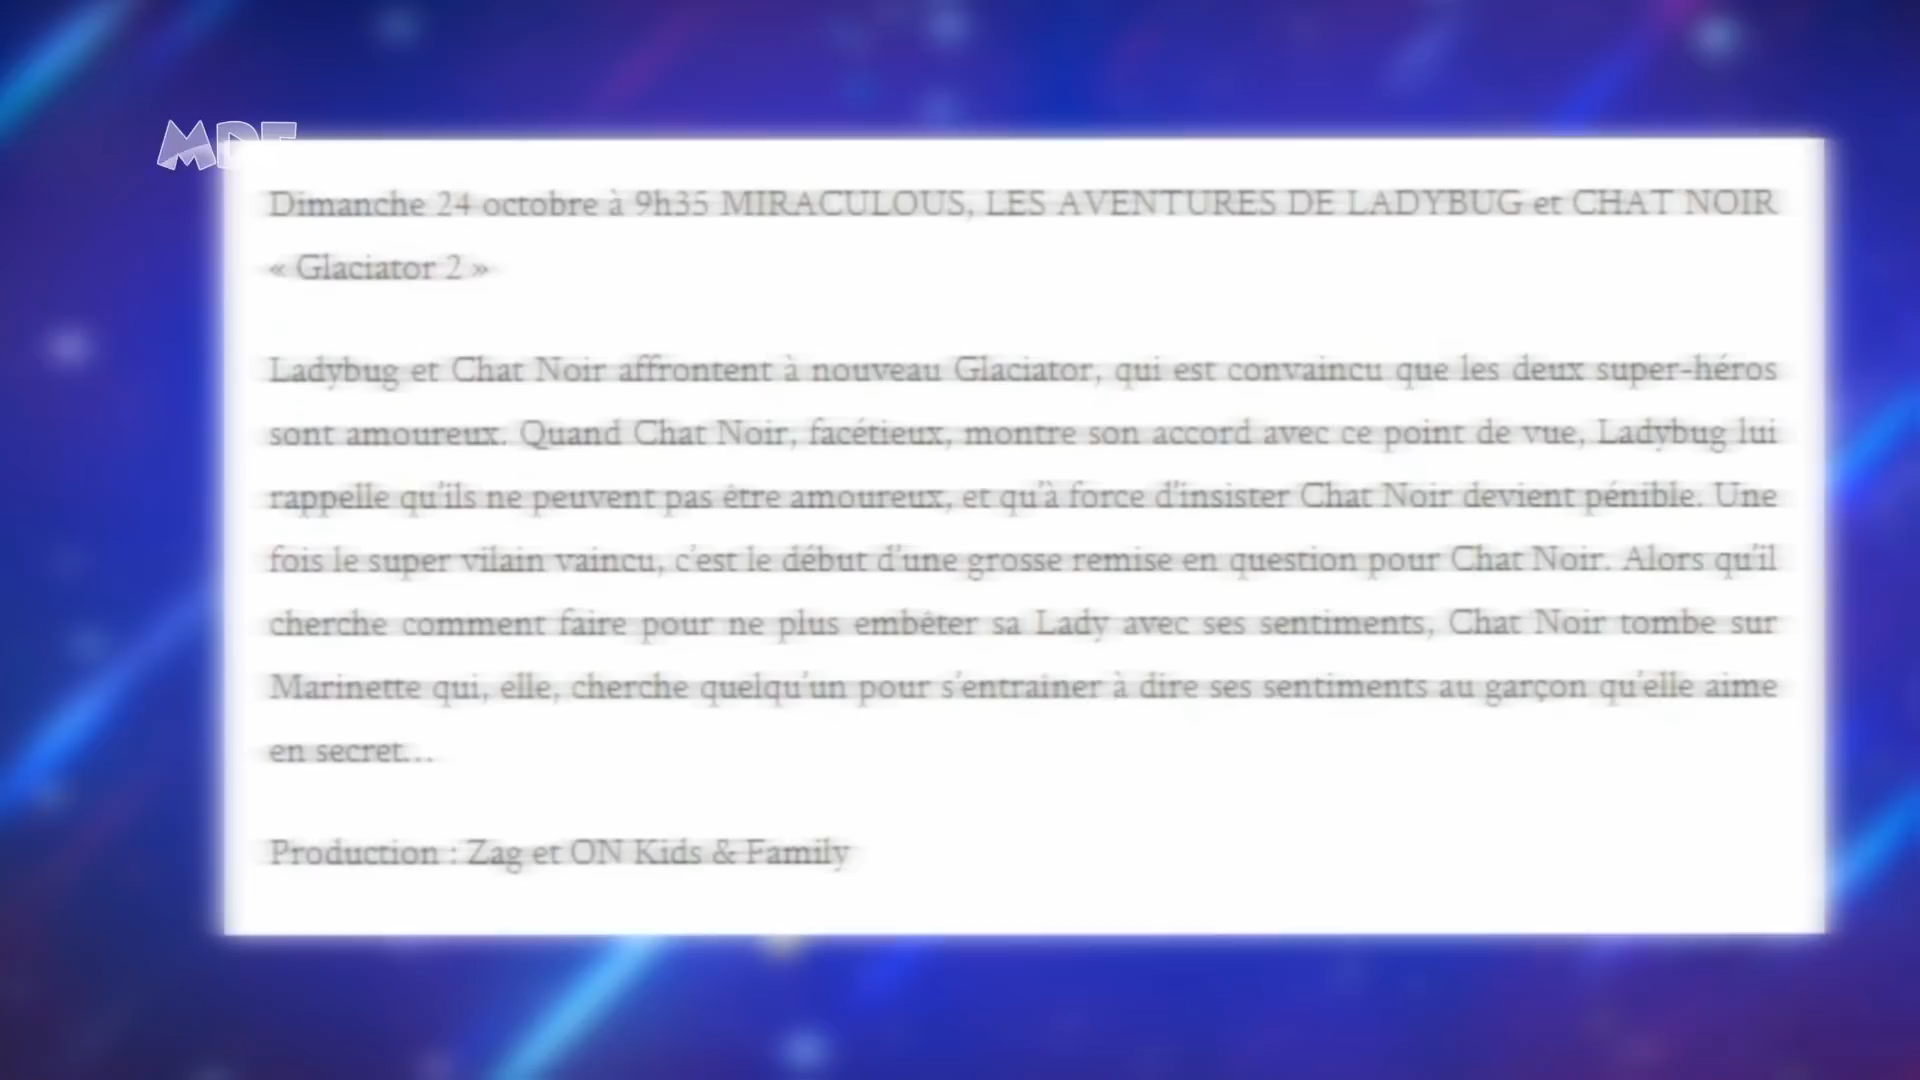 MDF
Dimanche 24 octobre à 9h35 MIRACULOUS, LES AVENTURES DE LADYBUG et CHAT NOIR
« Glaciator 2 »
Ladybug et Chat Noir affrontent à nouveau Glaciator, qui est convaincu que les deux super-héros
sont amoureux. Quand Chat Noir, facétieux, montre son accord avec ce point de vue, Ladybug lui
rappelle qu'ils ne peuvent pas être amoureux, et qu'à force d'insister Chat Noir devient pénible. Une
fois le super vilain vaincu, c'est le début d'une grosse remise en question pour Chat Noir. Alors qu'il
cherche comment faire pour ne plus embêter sa Lady avec ses sentiments, Chat Noir tombe sur
Marinette qui, elle, cherche quelqu'un pour s'entraîner à dire ses sentiments au garçon qu'elle aime
en secret...
Production : Zag et ON Kids & Family